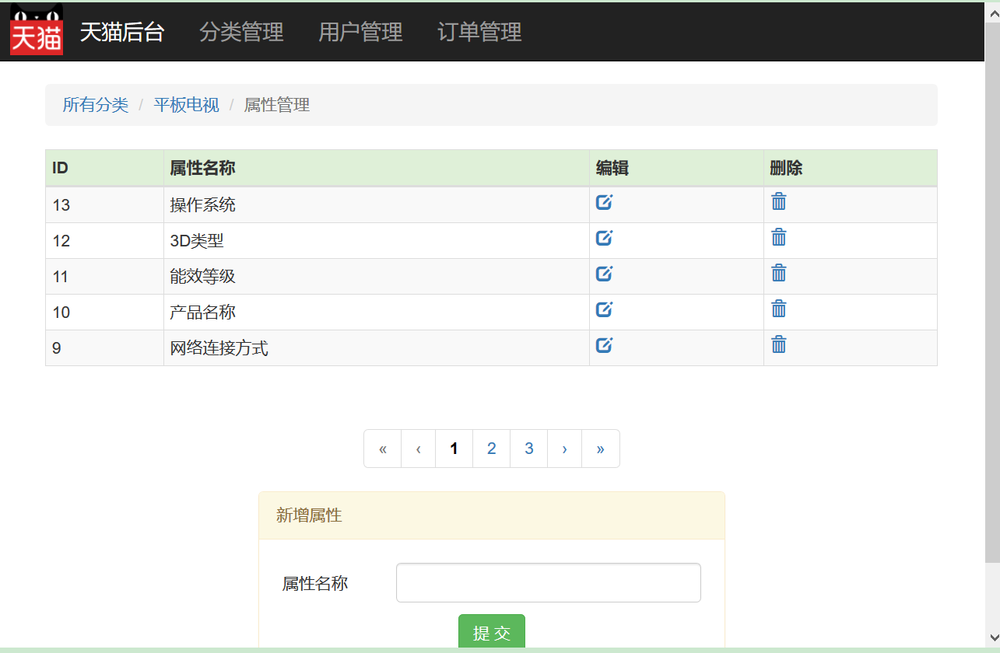 天猫 天猫后台 分类管理 用户管理 订单管理
所有分类 / 平板电视 / 属性管理
ID 属性名称 编辑 删除
13 操作系统
12 3D类型
11 能效等级
10 产品名称
9 网络连接方式
« ‹ 1 2 3 › »
新增属性
属性名称
提 交